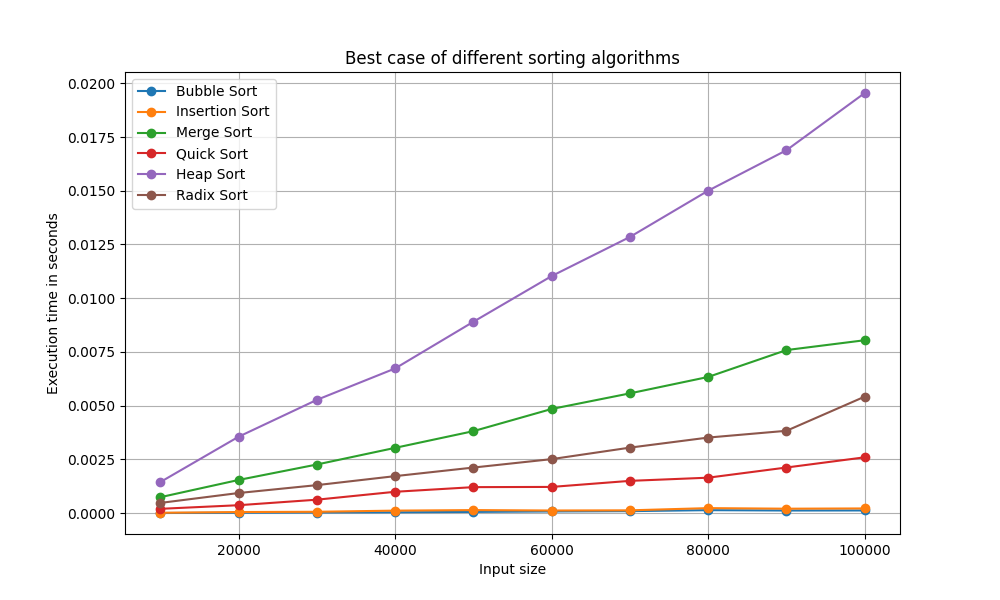 Best case of different sorting algorithms
Bubble Sort
Insertion Sort
Merge Sort
Quick Sort
Heap Sort
Radix Sort
Execution time in seconds
0.0200
0.0175
0.0150
0.0125
0.0100
0.0075
0.0050
0.0025
0.0000
20000 40000 60000 80000 100000
Input size